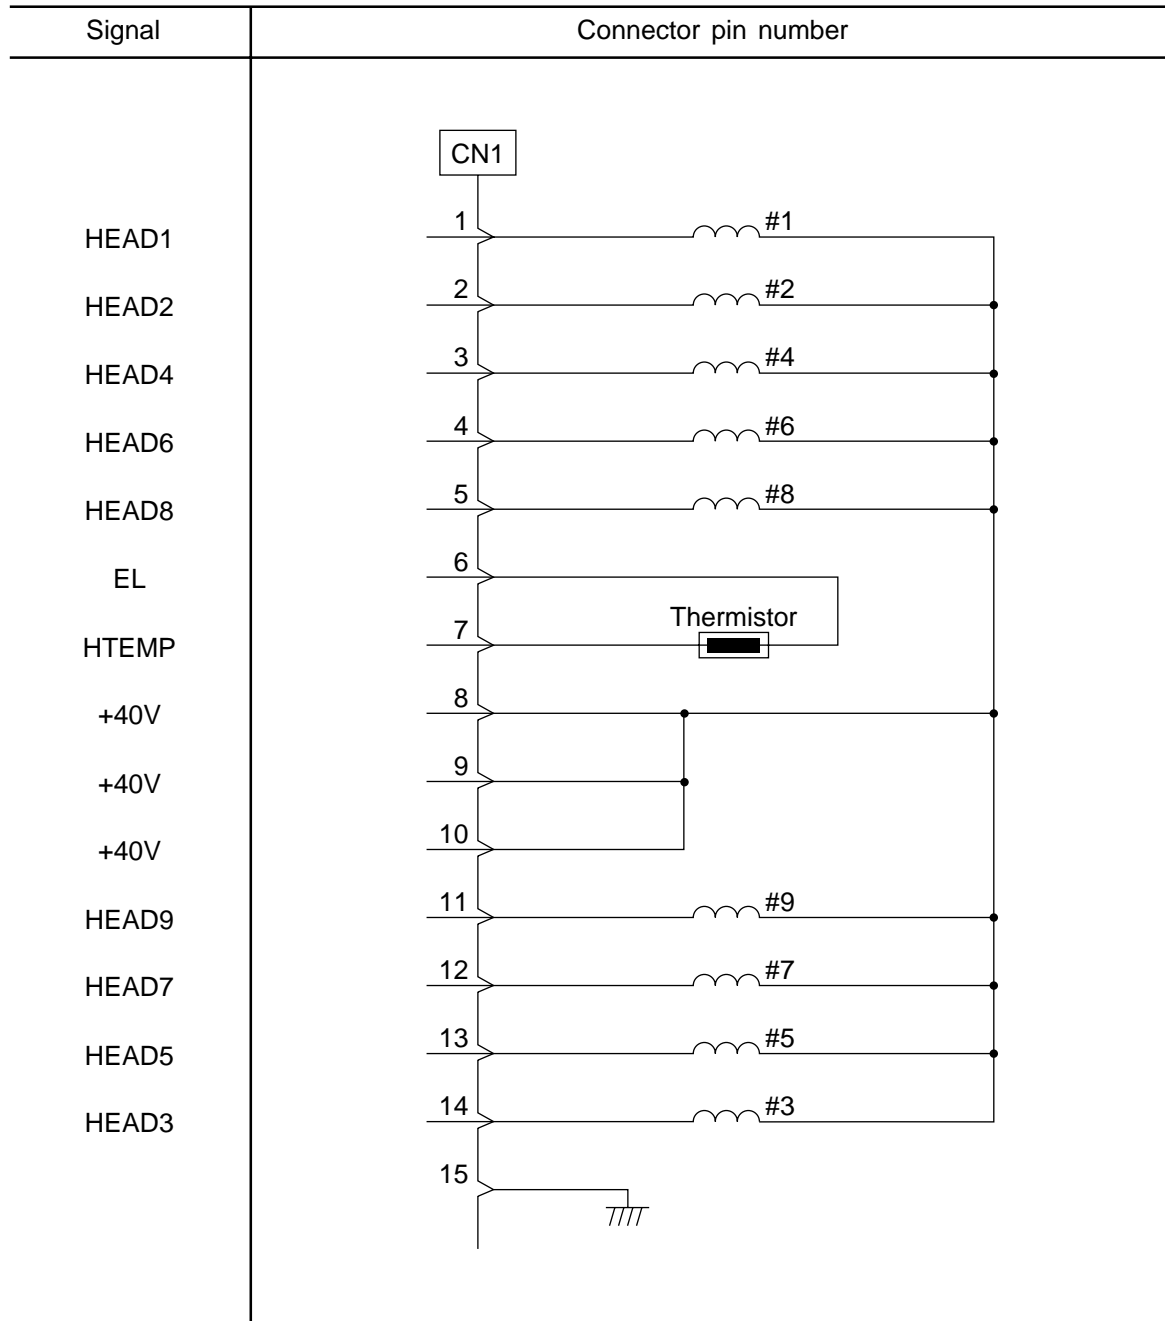 Signal Connector pin number
CN1
HEAD1 1 #1
HEAD2 2 #2
HEAD4 3 #4
HEAD6 4 #6
HEAD8 5 #8
EL 6
Thermistor
HTEMP 7
+40V 8
+40V 9
+40V 10
HEAD9 11 #9
HEAD7 12 #7
HEAD5 13 #5
HEAD3 14 #3
15